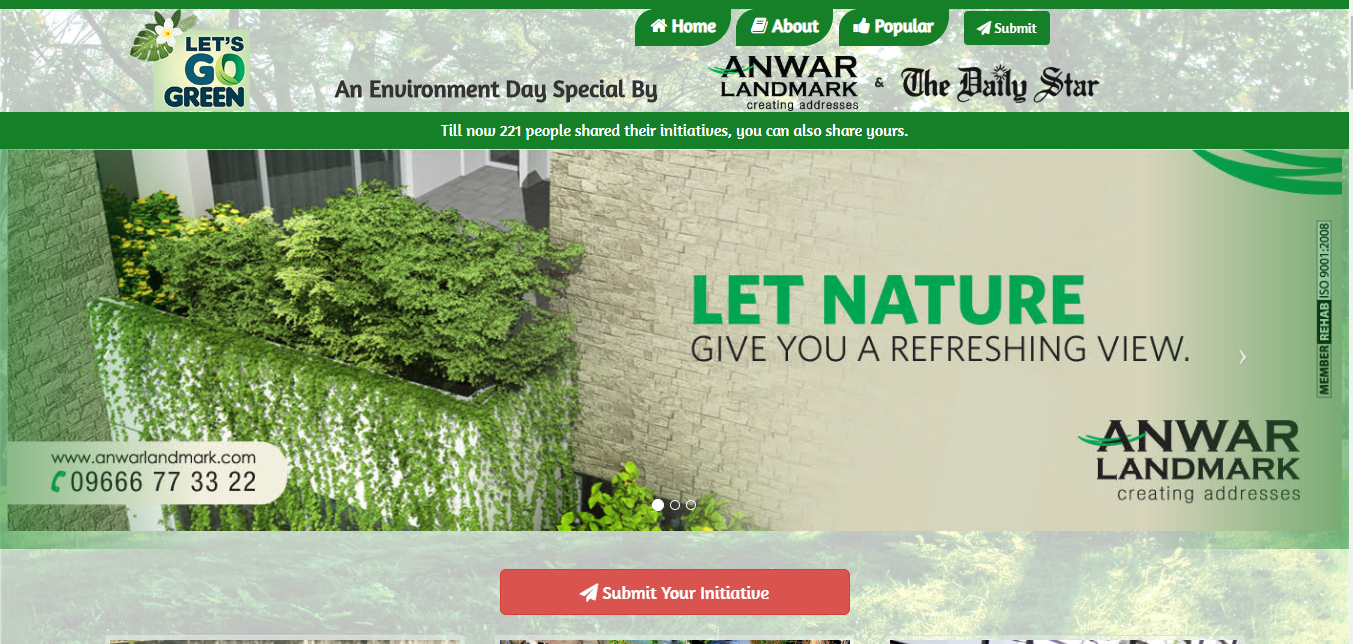 Home
About
Popular
Submit
LET'S
GO
GREEN
An Environment Day Special By
ANWAR
LANDMARK
creating addresses
&
The Daily Star
Till now 221 people shared their initiatives, you can also share yours.
LET NATURE
GIVE YOU A REFRESHING VIEW.
MEMBER REHAB ISO 9001:2008
ANWAR
LANDMARK
creating addresses
www.anwarlandmark.com
09666 77 33 22
Submit Your Initiative